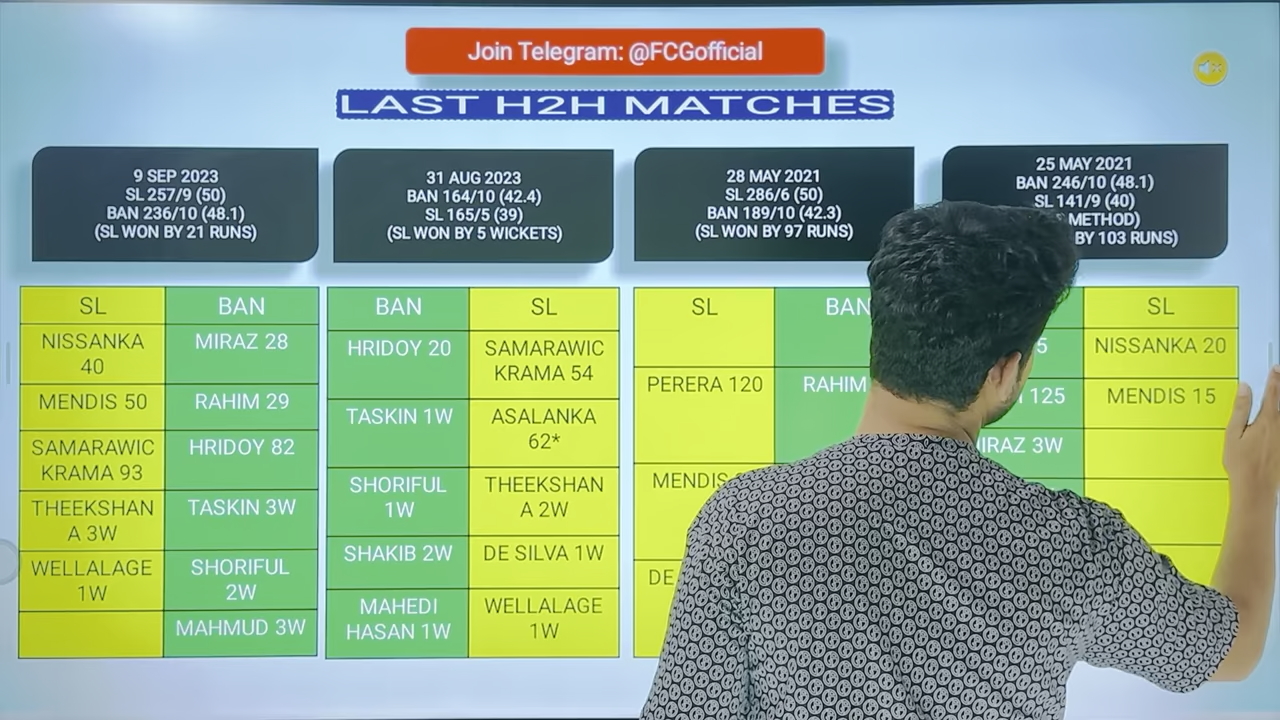 Join Telegram: @FCGofficial
LAST H2H MATCHES
9 SEP 2023
SL 257/9 (50)
BAN 236/10 (48.1)
(SL WON BY 21 RUNS)
31 AUG 2023
BAN 164/10 (42.4)
SL 165/5 (39)
(SL WON BY 5 WICKETS)
28 MAY 2021
SL 286/6 (50)
BAN 189/10 (42.3)
(SL WON BY 97 RUNS)
25 MAY 2021
BAN 246/10 (48.1)
SL 141/9 (40)
METHOD)
BY 103 RUNS)
SL
BAN
NISSANKA
40
MIRAZ 28
MENDIS 50
RAHIM 29
SAMARAWIC
KRAMA 93
HRIDOY 82
THEEKSHAN
A 3W
TASKIN 3W
WELLALAGE
1W
SHORIFUL
2W
MAHMUD 3W
BAN
SL
HRIDOY 20
SAMARAWIC
KRAMA 54
TASKIN 1W
ASALANKA
62*
SHORIFUL
1W
THEEKSHAN
A 2W
SHAKIB 2W
DE SILVA 1W
MAHEDI
HASAN 1W
WELLALAGE
1W
SL
BAN
PERERA 120
RAHIM
MENDIS
DE
SL
5
NISSANKA 20
125
MENDIS 15
IRAZ 3W